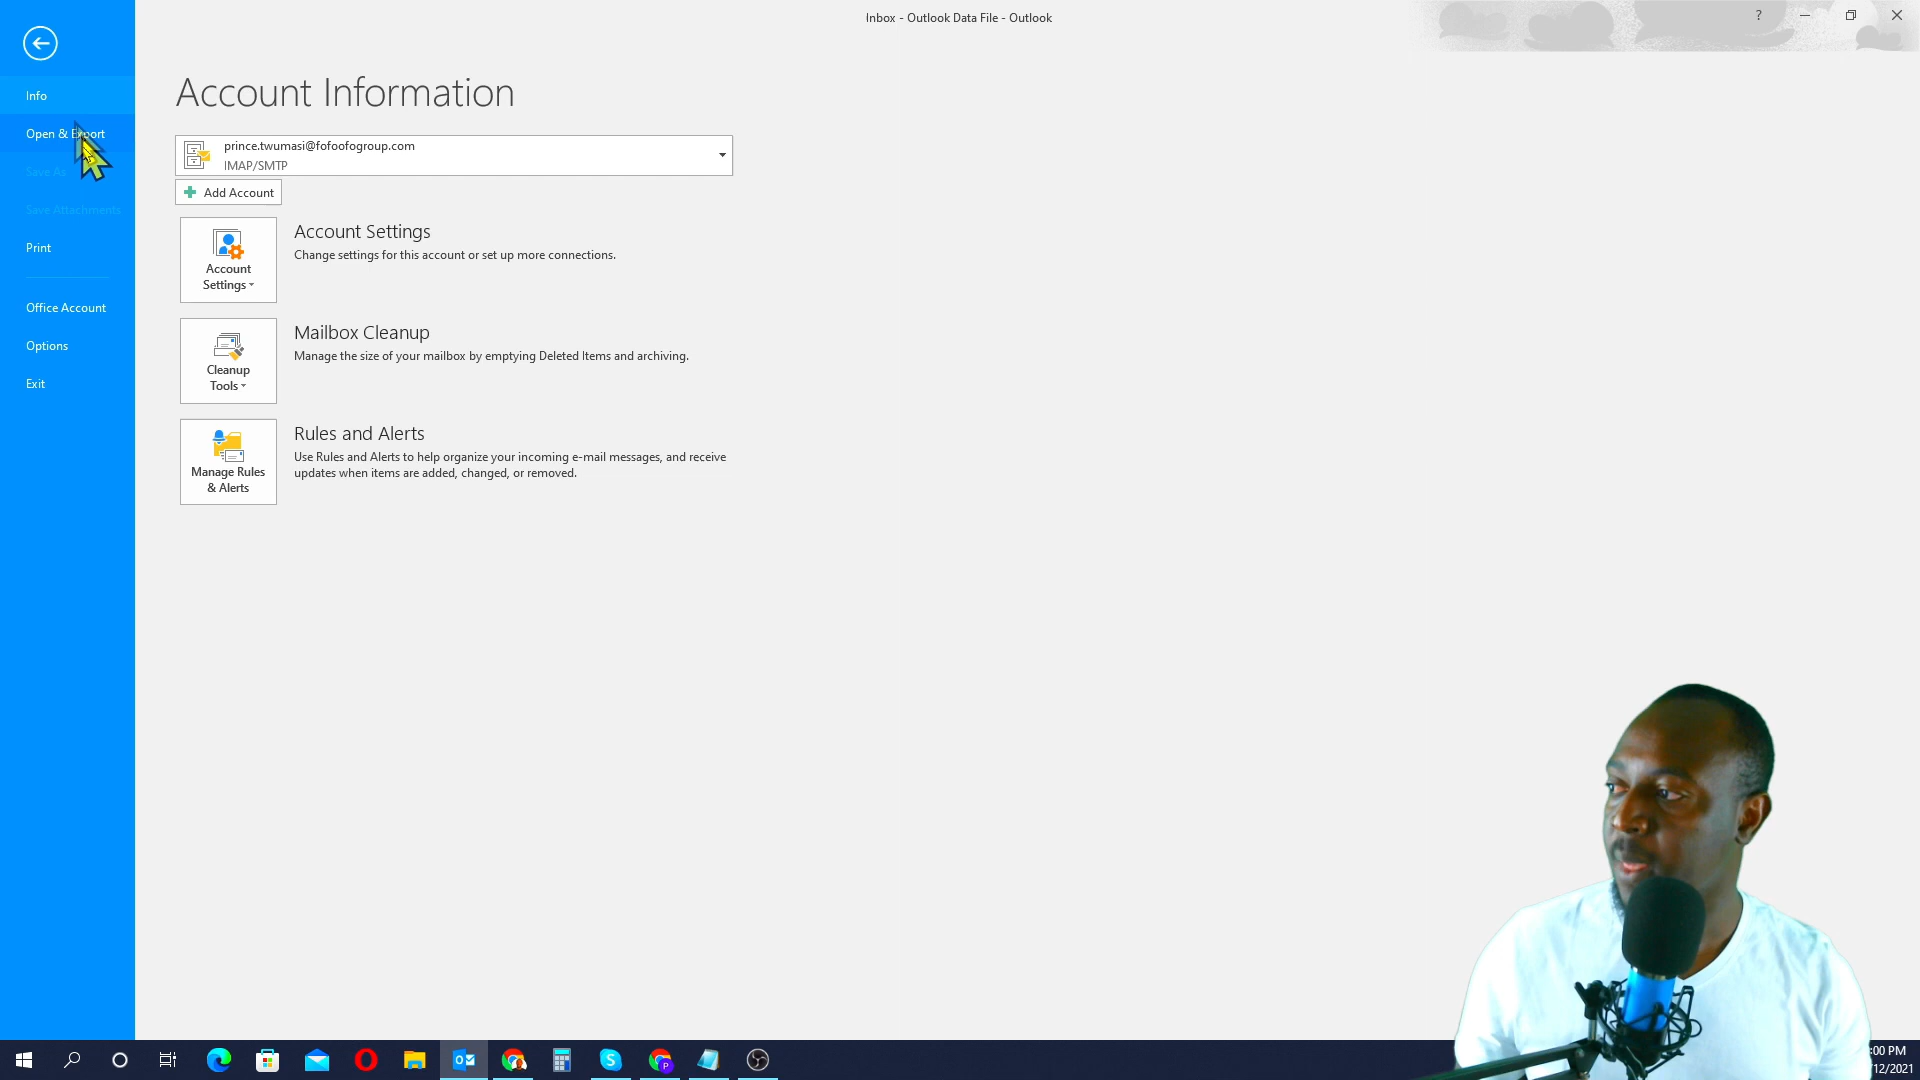 Inbox - Outlook Data File - Outlook
?
Info
Open & Export
Save As
Save Attachments
Print
Office Account
Options
Exit
Account Information
prince.twumasi@fofoofogroup.com
IMAP/SMTP
Add Account
Account
Settings
Account Settings
Change settings for this account or set up more connections.
Cleanup
Tools
Mailbox Cleanup
Manage the size of your mailbox by emptying Deleted Items and archiving.
Manage Rules
& Alerts
Rules and Alerts
Use Rules and Alerts to help organize your incoming e-mail messages, and receive
updates when items are added, changed, or removed.
:00 PM
/12/2021